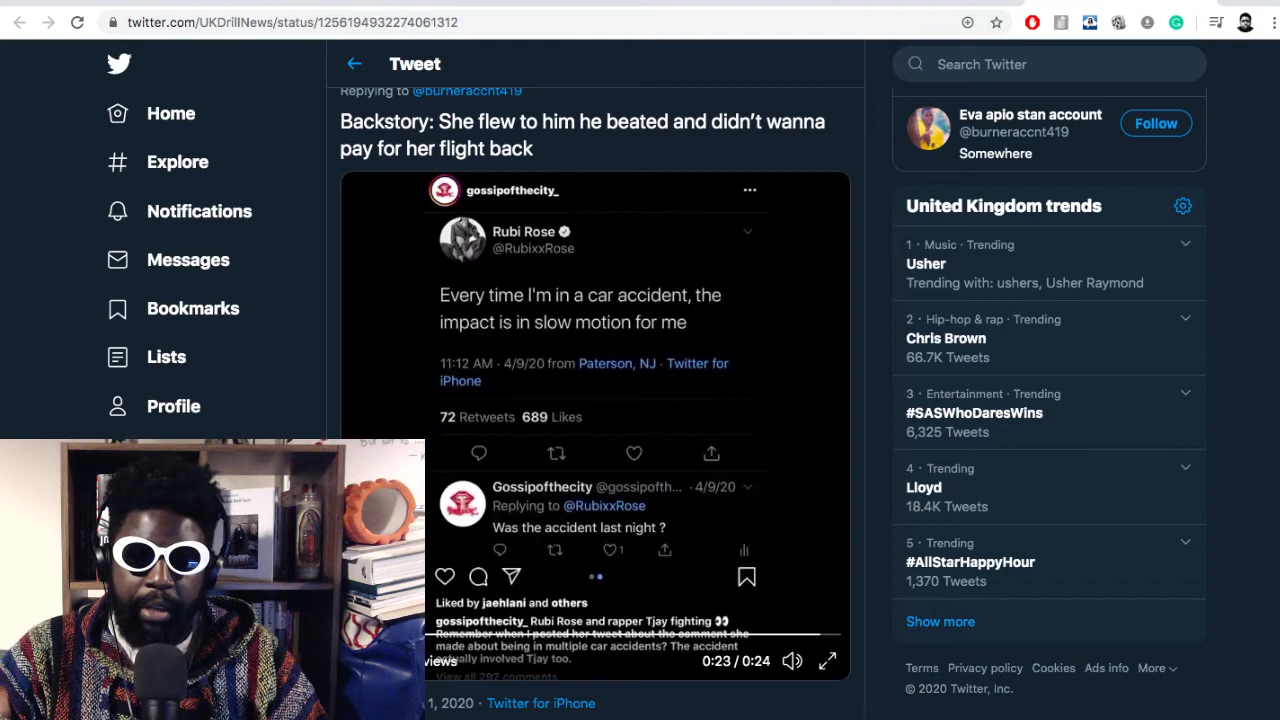 twitter.com/UKDrillNews/status/1256194932274061312
Home
Explore
Notifications
Messages
Bookmarks
Lists
Profile
Tweet
Replying to @burneraccnt419
Backstory: She flew to him he beated and didn’t wanna
pay for her flight back
gossipofthecity_
Rubi Rose
@RubixxRose
Every time I'm in a car accident, the
impact is in slow motion for me
11:12 AM · 4/9/20 from Paterson, NJ · Twitter for
iPhone
72 Retweets 689 Likes
Gossipofthecity @gossipofth... · 4/9/20
Replying to @RubixxRose
Was the accident last night ?
1
Liked by jaehlani and others
gossipofthecity_ Rubi Rose and rapper Tjay fighting 👀
Remember when I posted her tweet about the comment she
made about being in multiple car accidents? The accident
actually involved Tjay too.
View all 292 comments
views
0:23 / 0:24
1, 2020 · Twitter for iPhone
Search Twitter
Eva apio stan account
@burneraccnt419
Follow
Somewhere
United Kingdom trends
1 · Music · Trending
Usher
Trending with: ushers, Usher Raymond
2 · Hip-hop & rap · Trending
Chris Brown
66.7K Tweets
3 · Entertainment · Trending
#SASWhoDaresWins
6,325 Tweets
4 · Trending
Lloyd
18.4K Tweets
5 · Trending
#AllStarHappyHour
1,370 Tweets
Show more
Terms Privacy policy Cookies Ads info More
© 2020 Twitter, Inc.